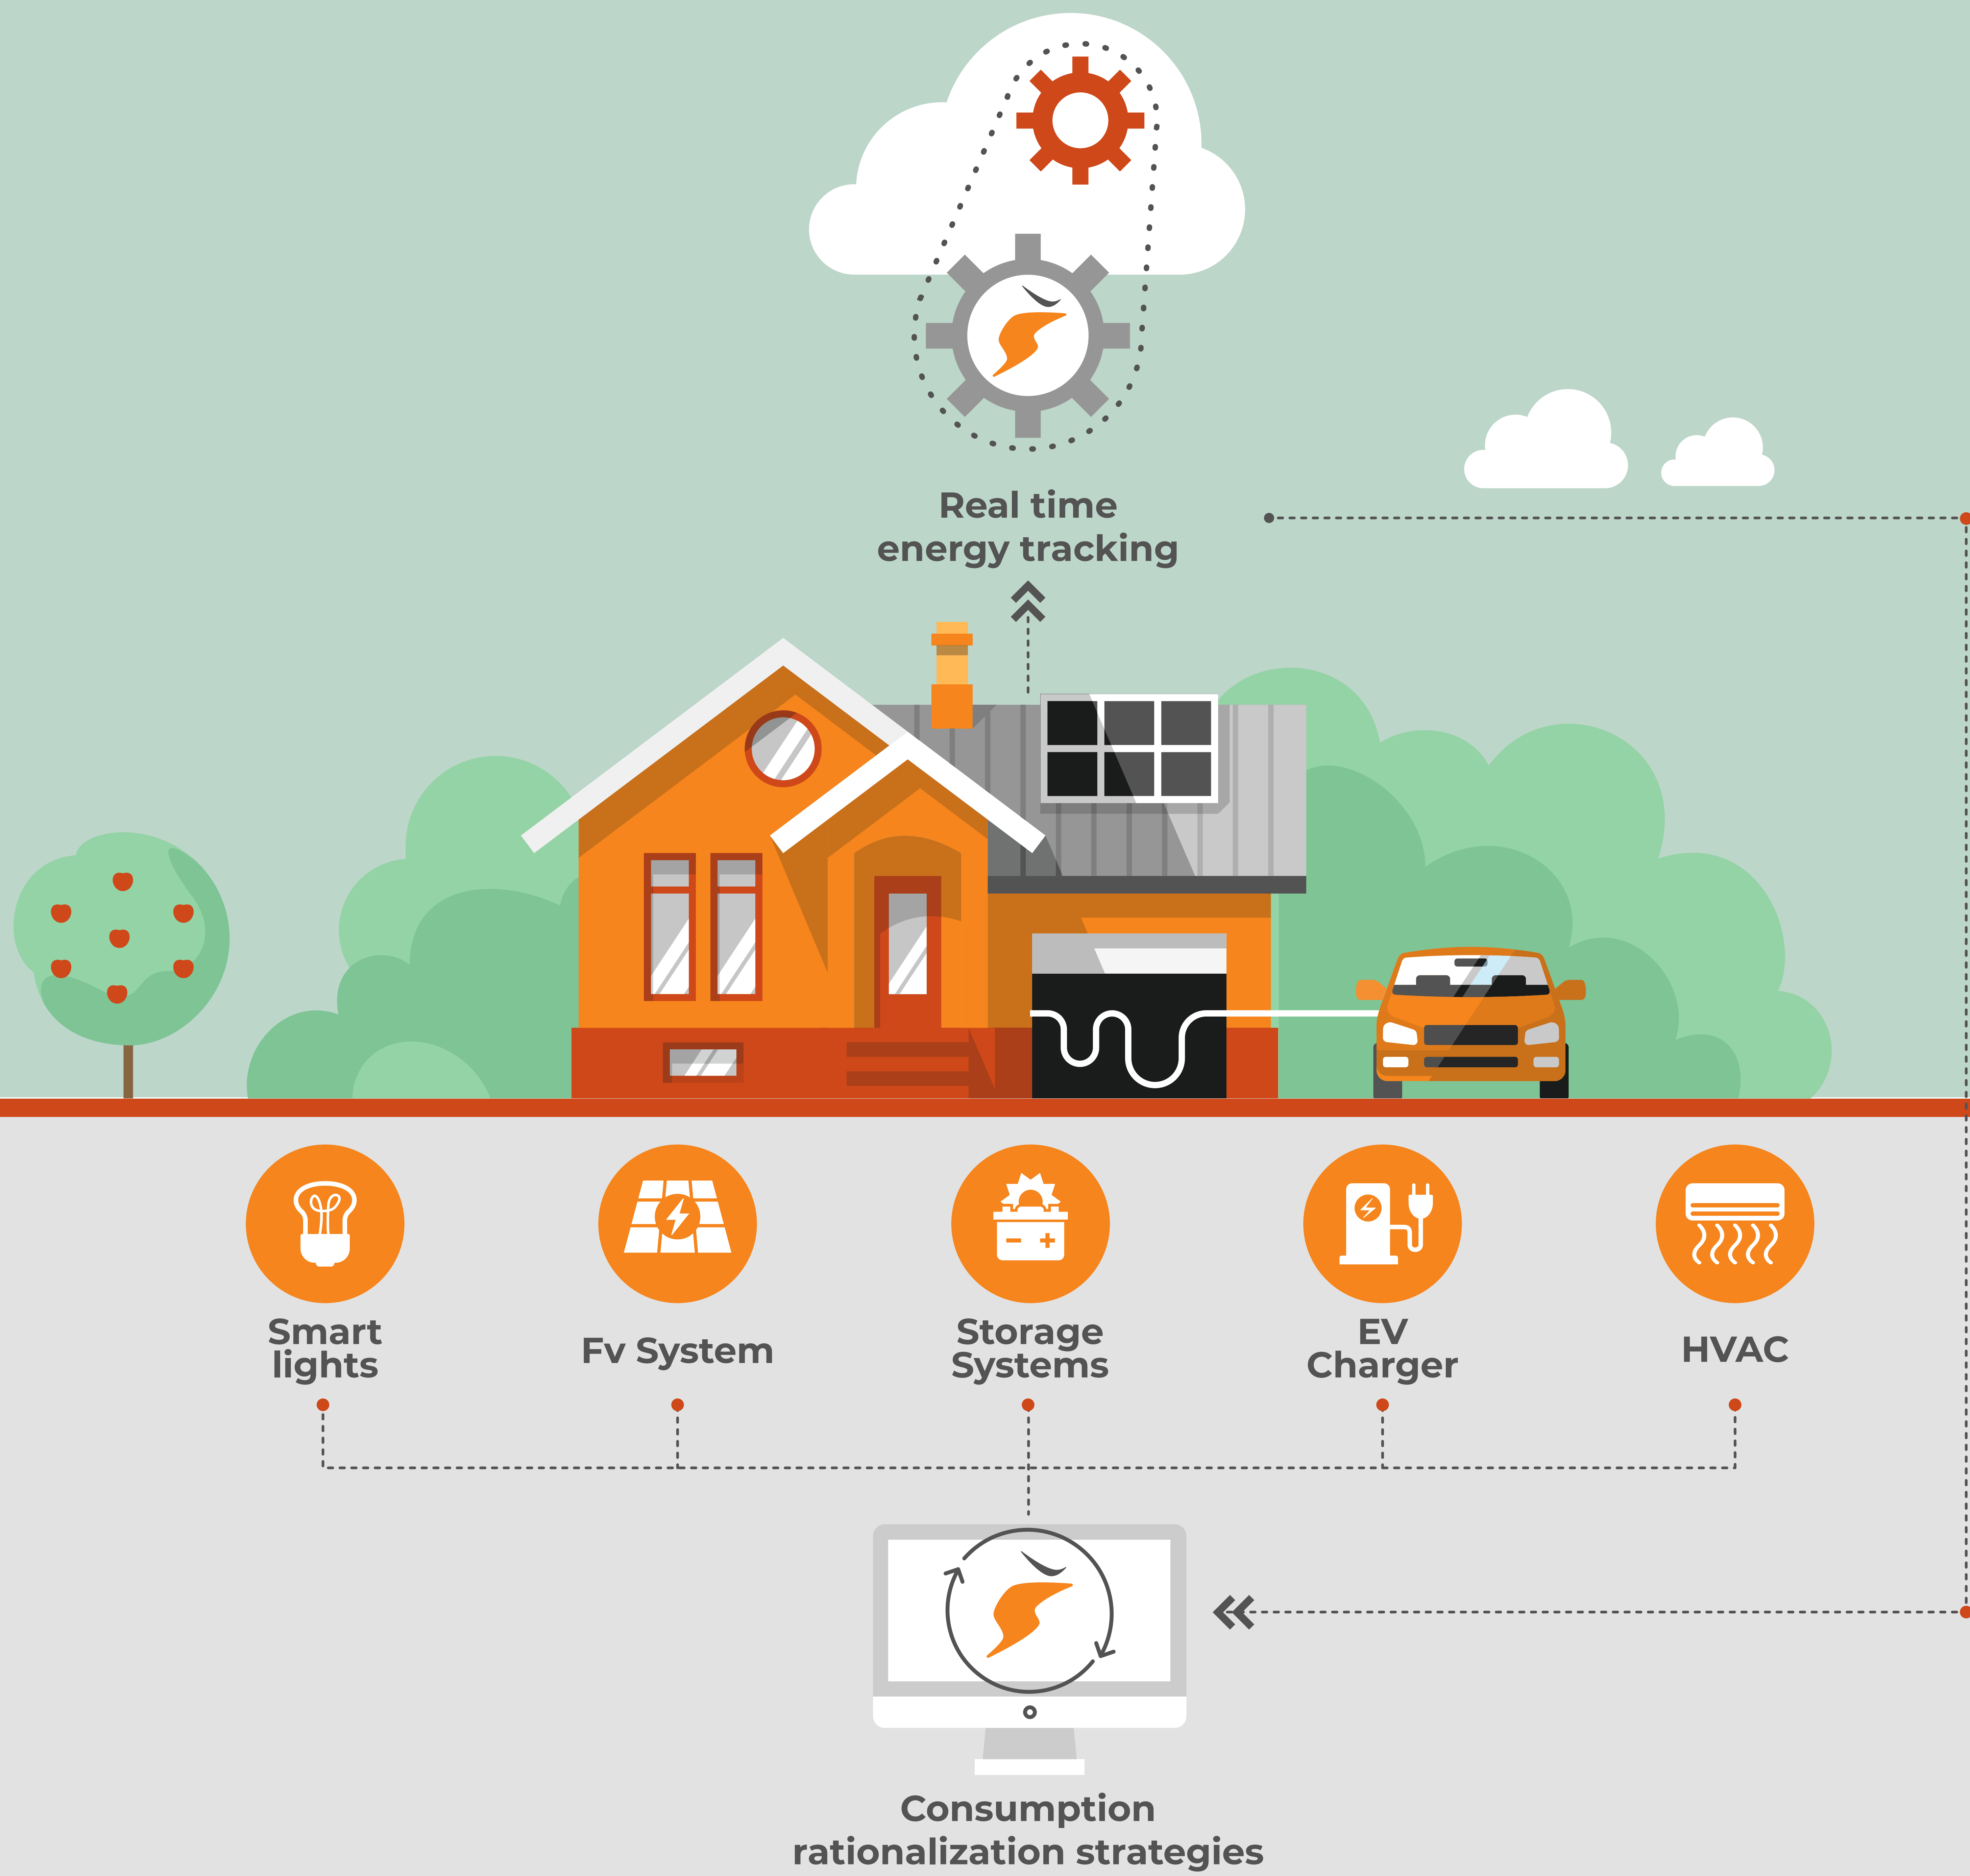 Real time
energy tracking
Smart
lights
Fv System
Storage
Systems
EV
Charger
HVAC
Consumption
rationalization strategies